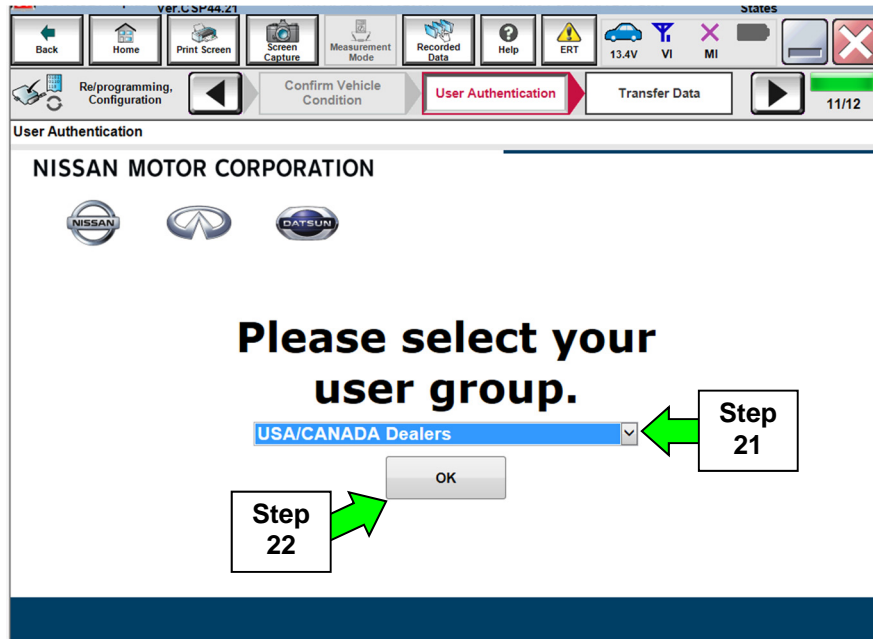 Ver.CSP44.21 States
Back Home Print Screen Screen Capture Measurement Mode Recorded Data Help ERT 13.4V VI MI
Re/programming, Configuration
Confirm Vehicle Condition
User Authentication
Transfer Data
11/12
User Authentication
NISSAN MOTOR CORPORATION
NISSAN
DATSUN
Please select your
user group.
USA/CANADA Dealers
Step
21
OK
Step
22